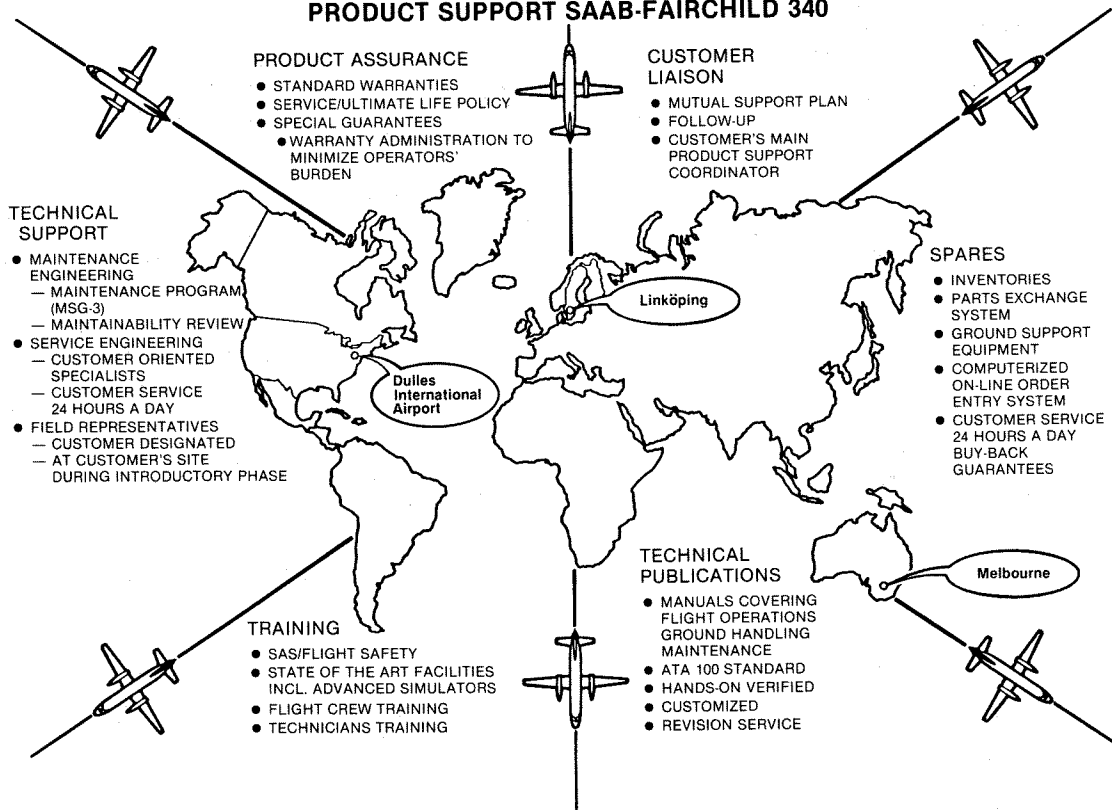 PRODUCT SUPPORT SAAB-FAIRCHILD 340
PRODUCT ASSURANCE
● STANDARD WARRANTIES
● SERVICE/ULTIMATE LIFE POLICY
● SPECIAL GUARANTEES
● WARRANTY ADMINISTRATION TO
MINIMIZE OPERATORS'
BURDEN
CUSTOMER
LIAISON
● MUTUAL SUPPORT PLAN
● FOLLOW-UP
● CUSTOMER'S MAIN
PRODUCT SUPPORT
COORDINATOR
TECHNICAL
SUPPORT
● MAINTENANCE
ENGINEERING
— MAINTENANCE PROGRAM
(MSG-3)
— MAINTAINABILITY REVIEW
● SERVICE ENGINEERING
— CUSTOMER ORIENTED
SPECIALISTS
— CUSTOMER SERVICE
24 HOURS A DAY
● FIELD REPRESENTATIVES
— CUSTOMER DESIGNATED
— AT CUSTOMER'S SITE
DURING INTRODUCTORY PHASE
Dulles
International
Airport
Linköping
SPARES
● INVENTORIES
● PARTS EXCHANGE
SYSTEM
● GROUND SUPPORT
EQUIPMENT
● COMPUTERIZED
ON-LINE ORDER
ENTRY SYSTEM
● CUSTOMER SERVICE
24 HOURS A DAY
BUY-BACK
GUARANTEES
Melbourne
TRAINING
● SAS/FLIGHT SAFETY
● STATE OF THE ART FACILITIES
INCL. ADVANCED SIMULATORS
● FLIGHT CREW TRAINING
● TECHNICIANS TRAINING
TECHNICAL
PUBLICATIONS
● MANUALS COVERING
FLIGHT OPERATIONS
GROUND HANDLING
MAINTENANCE
● ATA 100 STANDARD
● HANDS-ON VERIFIED
● CUSTOMIZED
● REVISION SERVICE